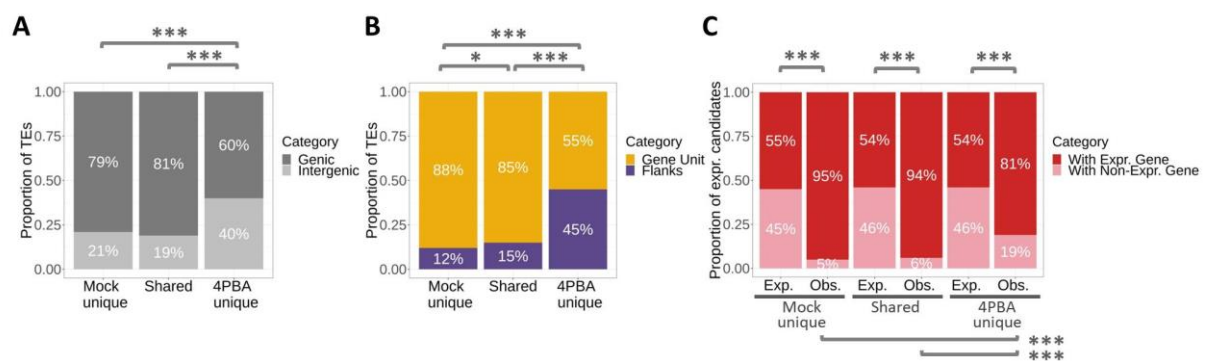 A
***
***
Proportion of TEs
1.00
0.75
0.50
0.25
0.00
79%
81%
60%
21%
19%
40%
Mock
unique
Shared
4PBA
unique
Category
Genic
Intergenic
B
***
* ***
Proportion of TEs
1.00
0.75
0.50
0.25
0.00
88%
85%
55%
12%
15%
45%
Mock
unique
Shared
4PBA
unique
Category
Gene Unit
Flanks
C
*** *** ***
Proportion of expr. candidates
1.00
0.75
0.50
0.25
0.00
55%
95%
54%
94%
54%
81%
45%
5%
46%
6%
46%
19%
Exp. Obs. Exp. Obs. Exp. Obs.
Mock
unique
Shared
4PBA
unique
Category
With Expr. Gene
With Non-Expr. Gene
***
***